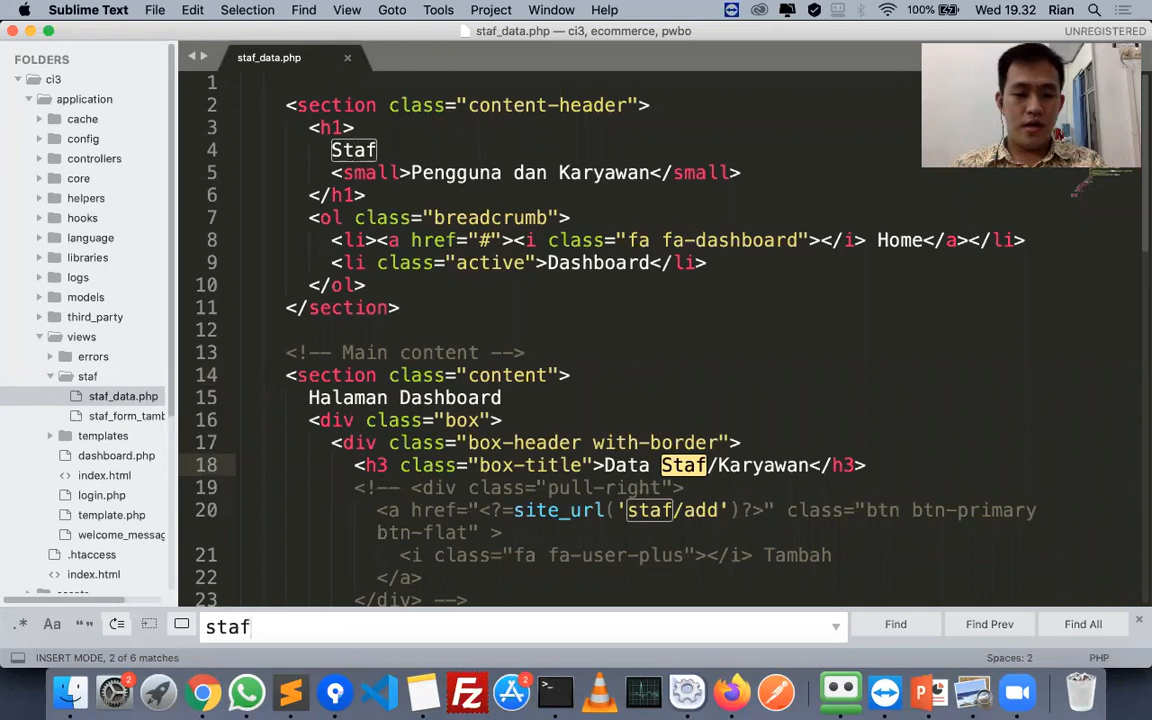 Sublime Text File Edit Selection Find View Goto Tools Project Window Help 100% Wed 19.32 Rian
staf_data.php — ci3, ecommerce, pwbo UNREGISTERED
FOLDERS
ci3
application
cache
config
controllers
core
helpers
hooks
language
libraries
logs
models
third_party
views
errors
staf
staf_data.php
staf_form_tamb
templates
dashboard.php
index.html
login.php
template.php
welcome_messag
.htaccess
index.html
staf_data.php ×
1
2 <section class="content-header">
3 <h1>
4 Staf
5 <small>Pengguna dan Karyawan</small>
6 </h1>
7 <ol class="breadcrumb">
8 <li><a href="#"><i class="fa fa-dashboard"></i> Home</a></li>
9 <li class="active">Dashboard</li>
10 </ol>
11 </section>
12
13 <!-- Main content -->
14 <section class="content">
15 Halaman Dashboard
16 <div class="box">
17 <div class="box-header with-border">
18 <h3 class="box-title">Data Staf/Karyawan</h3>
19 <!-- <div class="pull-right">
20 <a href="<?=site_url('staf/add')?>" class="btn btn-primary
btn-flat" >
21 <i class="fa fa-user-plus"></i> Tambah
22 </a>
23 </div> -->
.* Aa “” staf Find Find Prev Find All ×
INSERT MODE, 2 of 6 matches Spaces: 2 PHP
2 2